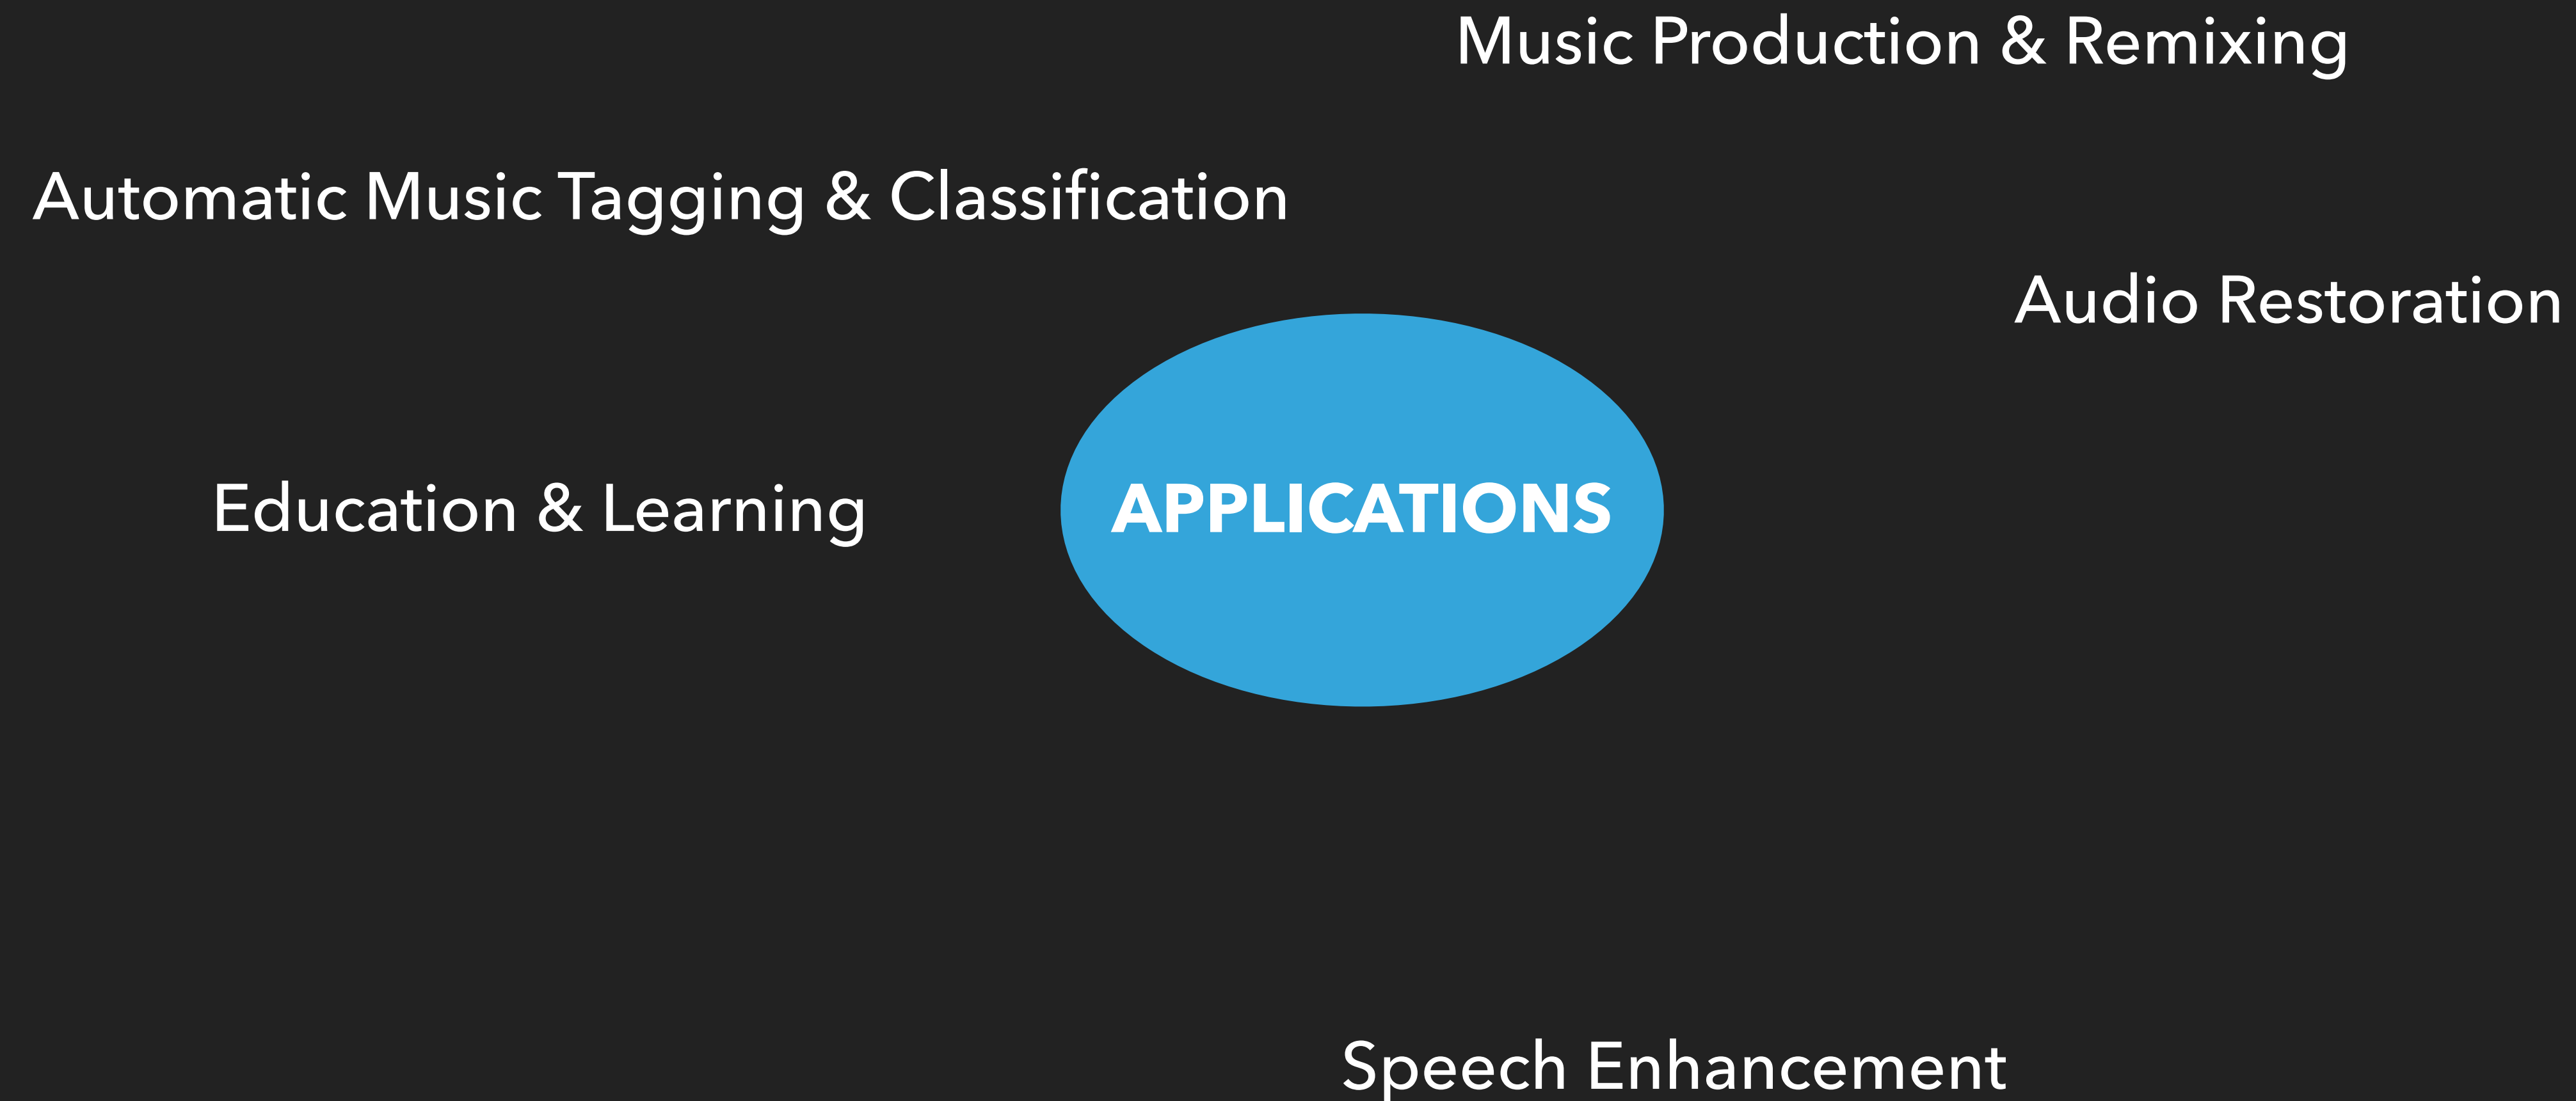 Music Production & Remixing
Automatic Music Tagging & Classification
Audio Restoration
Education & Learning
APPLICATIONS
Speech Enhancement